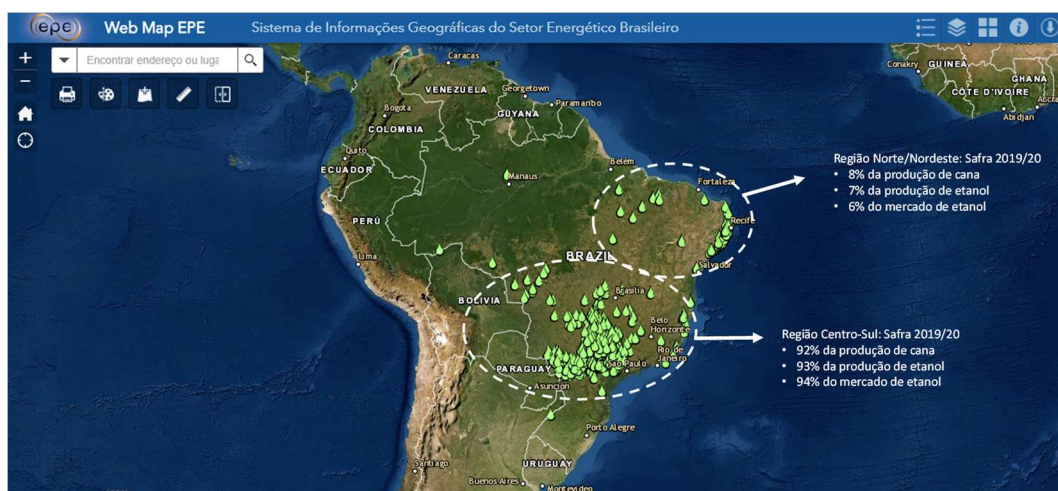 epe
Web Map EPE
Sistema de Informações Geográficas do Setor Energético Brasileiro
Encontrar endereço ou luga
Caracas
Conakry
GUINEA
GHANA
CÔTE D'IVOIRE
Accra
Abidjan
VENEZUELA
Georgetown
Paramaribo
GUYANA
Bogota
COLOMBIA
Quito
ECUADOR
Belém
Manaus
Fortaleza
Região Norte/Nordeste: Safra 2019/20
▪ 8% da produção de cana
▪ 7% da produção de etanol
▪ 6% do mercado de etanol
PERÚ
Recife
Lima
BRAZIL
Salvador
BOLIVIA
Brasilia
Belo
Horizonte
Região Centro-Sul: Safra 2019/20
▪ 92% da produção de cana
▪ 93% da produção de etanol
▪ 94% do mercado de etanol
Rio de
Janeiro
PARAGUAY
São Paulo
Asuncion
Porto Alegre
Santiago
URUGUAY
Buenos Aires
Montevideo